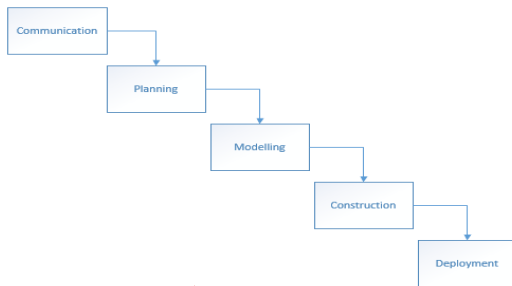 Communication
Planning
Modelling
Construction
Deployment